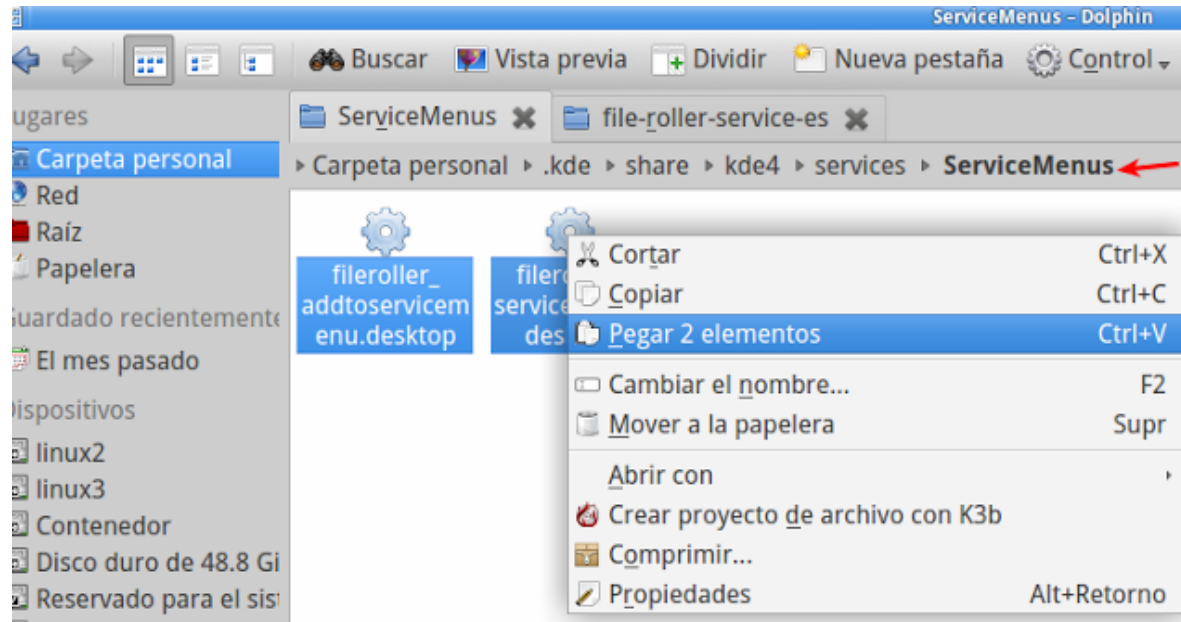 ServiceMenus – Dolphin
Buscar Vista previa Dividir Nueva pestaña Control
ugares
ServiceMenus file-roller-service-es
Carpeta personal
Carpeta personal .kde share kde4 services ServiceMenus
Red
Raíz
Papelera
fileroller_
addtoservicem
enu.desktop
filero
service
des
Cortar Ctrl+X
Copiar Ctrl+C
Pegar 2 elementos Ctrl+V
Cambiar el nombre... F2
Mover a la papelera Supr
Abrir con
Crear proyecto de archivo con K3b
Comprimir...
Propiedades Alt+Retorno
Guardado recientemente
El mes pasado
Dispositivos
linux2
linux3
Contenedor
Disco duro de 48.8 Gi
Reservado para el sis